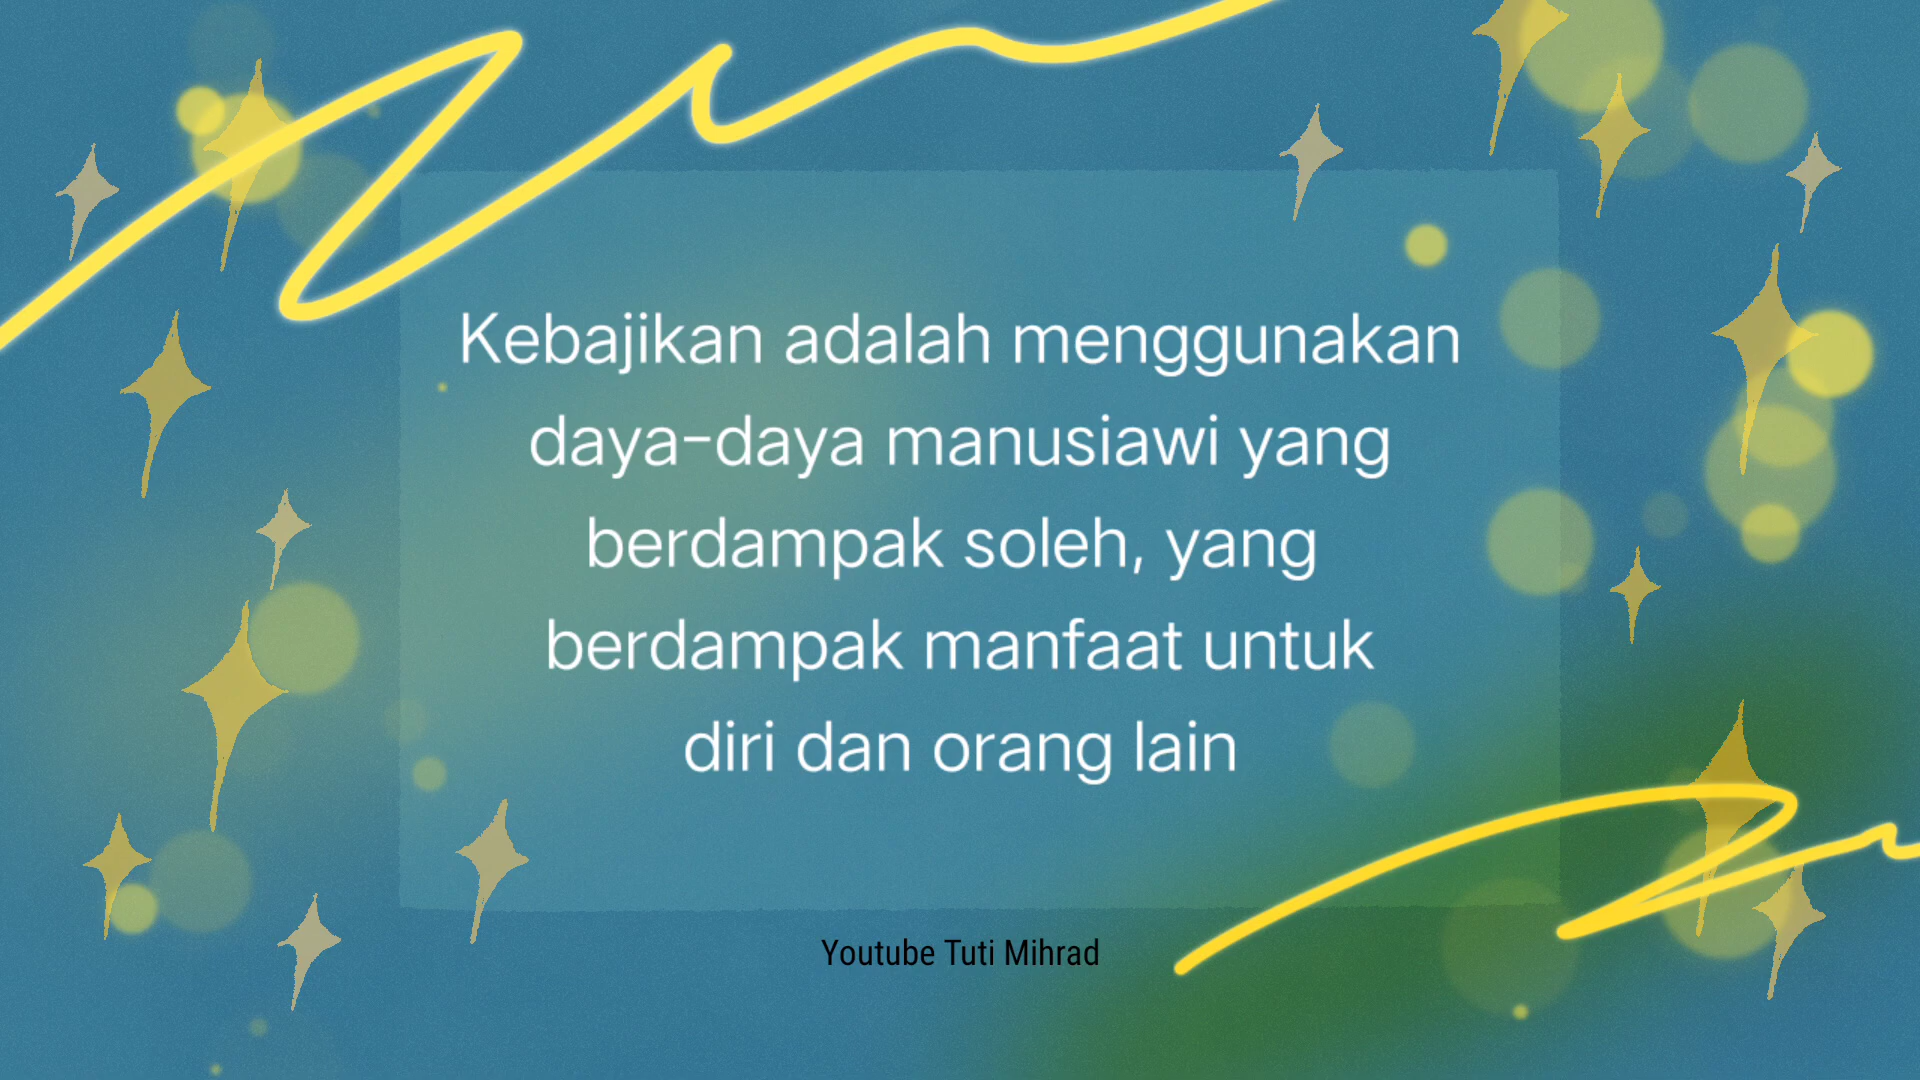 Kebajikan adalah menggunakan
daya-daya manusiawi yang
berdampak soleh, yang
berdampak manfaat untuk
diri dan orang lain
Youtube Tuti Mihrad